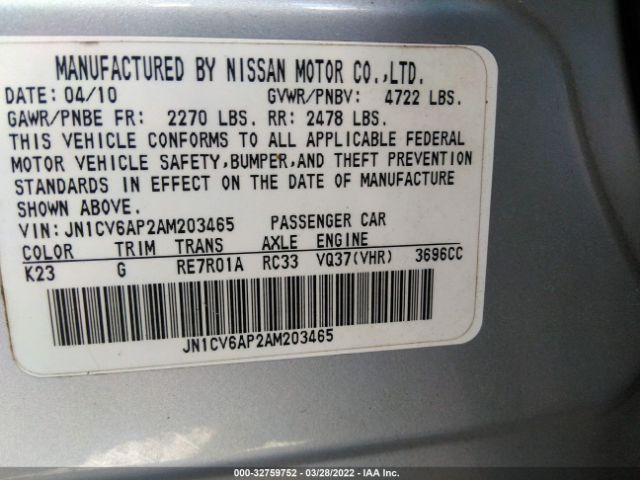 MANUFACTURED BY NISSAN MOTOR CO.,LTD.
DATE: 04/10 GVWR/PNBV: 4722 LBS.
GAWR/PNBE FR: 2270 LBS. RR: 2478 LBS.
THIS VEHICLE CONFORMS TO ALL APPLICABLE FEDERAL
MOTOR VEHICLE SAFETY,BUMPER,AND THEFT PREVENTION
STANDARDS IN EFFECT ON THE DATE OF MANUFACTURE
SHOWN ABOVE.
VIN: JN1CV6AP2AM203465 PASSENGER CAR
COLOR TRIM TRANS AXLE ENGINE
K23 G RE7R01A RC33 VQ37(VHR) 3696CC
JN1CV6AP2AM203465
000-32759752 - 03/28/2022 - IAA Inc.